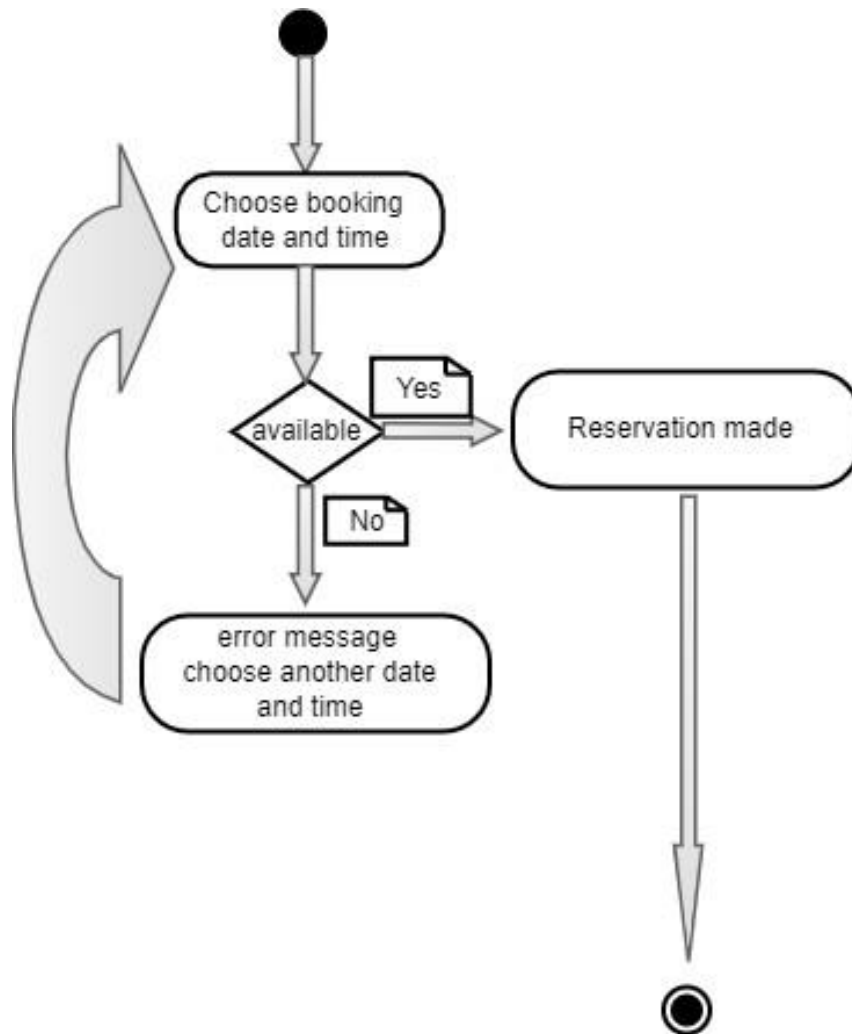 Choose booking
date and time
available
Yes
Reservation made
No
error message
choose another date
and time